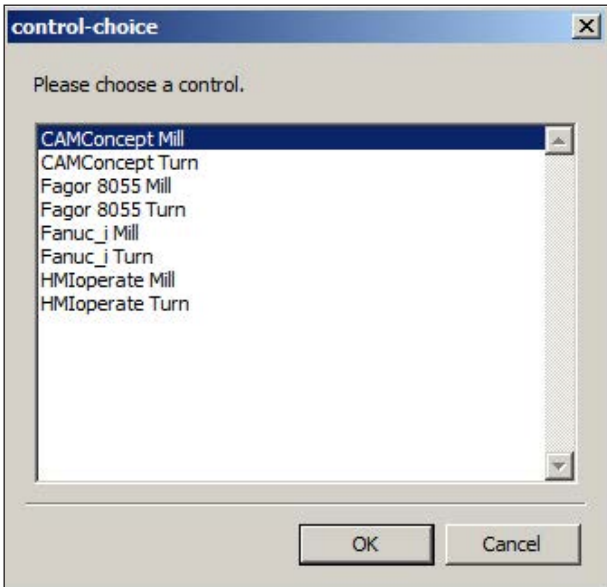 control-choice
Please choose a control.
CAMConcept Mill
CAMConcept Turn
Fagor 8055 Mill
Fagor 8055 Turn
Fanuc_i Mill
Fanuc_i Turn
HMIoperate Mill
HMIoperate Turn
OK
Cancel